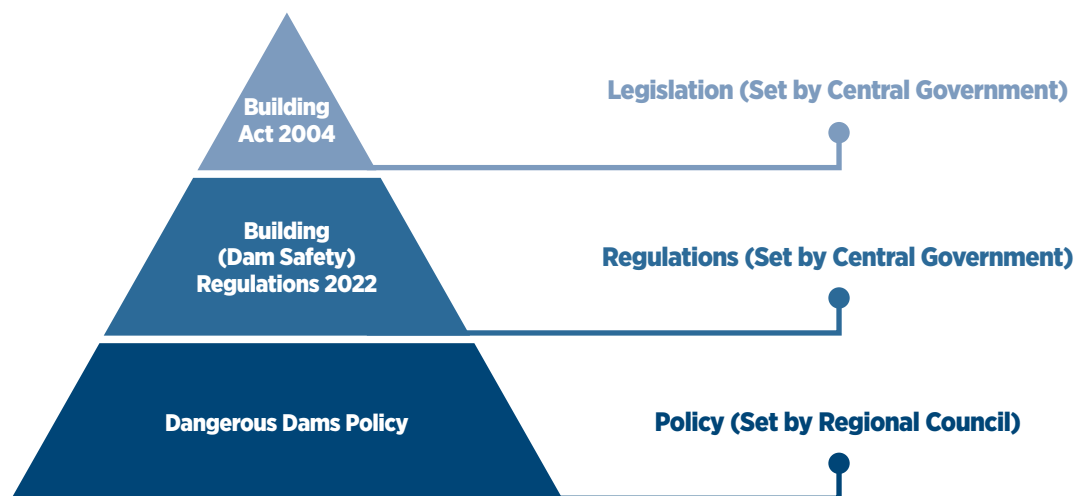 Building
Act 2004
Legislation (Set by Central Government)
Building
(Dam Safety)
Regulations 2022
Regulations (Set by Central Government)
Dangerous Dams Policy
Policy (Set by Regional Council)